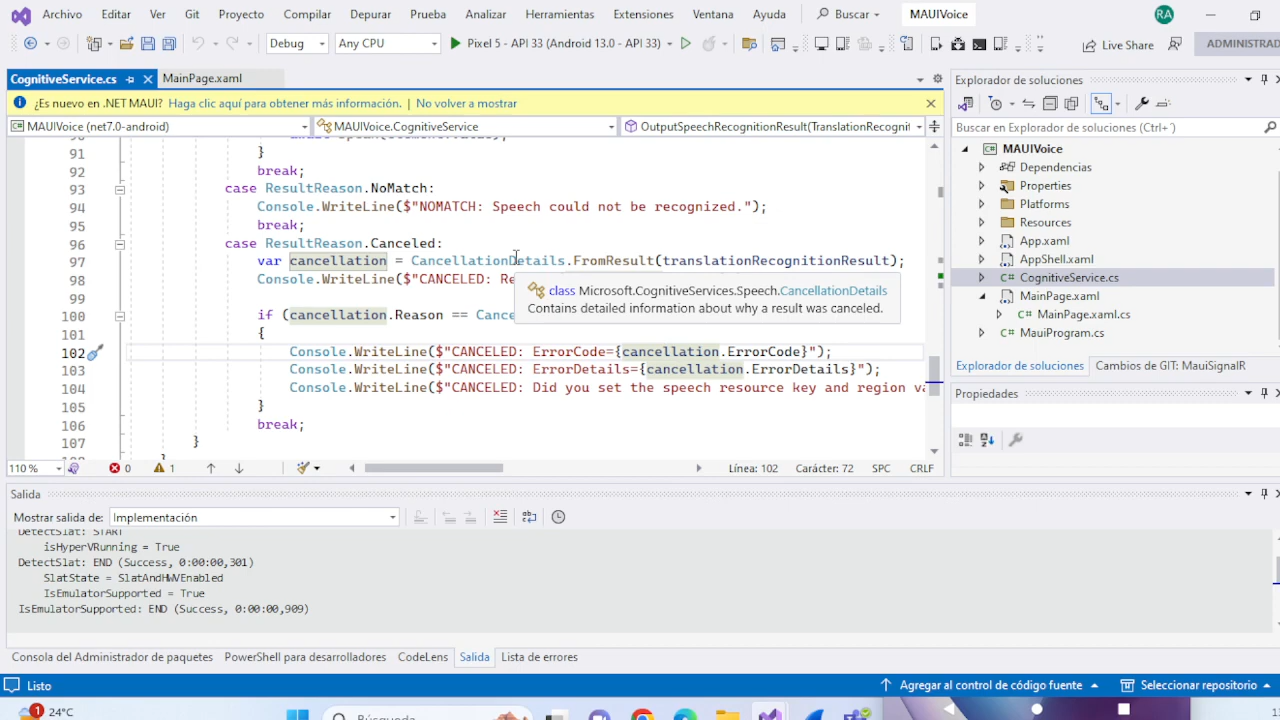 Archivo Editar Ver Git Proyecto Compilar Depurar Prueba Analizar Herramientas Extensiones Ventana Ayuda Buscar MAUIVoice RA
Debug Any CPU Pixel 5 - API 33 (Android 13.0 - API 33) Live Share ADMINISTRAD
CognitiveService.cs MainPage.xaml
¿Es nuevo en .NET MAUI? Haga clic aquí para obtener más información. | No volver a mostrar
MAUIVoice (net7.0-android) MAUIVoice.CognitiveService OutputSpeechRecognitionResult(TranslationRecognit
91 }
92 break;
93 case ResultReason.NoMatch:
94 Console.WriteLine($"NOMATCH: Speech could not be recognized.");
95 break;
96 case ResultReason.Canceled:
97 var cancellation = CancellationDetails.FromResult(translationRecognitionResult);
98 Console.WriteLine($"CANCELED: Re
class Microsoft.CognitiveServices.Speech.CancellationDetails
Contains detailed information about why a result was canceled.
99
100 if (cancellation.Reason == Cance
101 {
102 Console.WriteLine($"CANCELED: ErrorCode={cancellation.ErrorCode}");
103 Console.WriteLine($"CANCELED: ErrorDetails={cancellation.ErrorDetails}");
104 Console.WriteLine($"CANCELED: Did you set the speech resource key and region va
105 }
106 break;
107 }
110 % 0 1 Línea: 102 Carácter: 72 SPC CRLF
Explorador de soluciones
Buscar en Explorador de soluciones (Ctrl+´)
MAUIVoice
Dependencias
Properties
Platforms
Resources
App.xaml
AppShell.xaml
CognitiveService.cs
MainPage.xaml
MainPage.xaml.cs
MauiProgram.cs
Explorador de soluciones Cambios de GIT: MauiSignalR
Propiedades
Salida
Mostrar salida de: Implementación
DetectSlat: START
isHyperVRunning = True
DetectSlat: END (Success, 0:00:00,301)
SlatState = SlatAndHWVEnabled
IsEmulatorSupported = True
IsEmulatorSupported: END (Success, 0:00:00,909)
Consola del Administrador de paquetes PowerShell para desarrolladores CodeLens Salida Lista de errores
Listo Agregar al control de código fuente Seleccionar repositorio
1 24°C Búsqueda